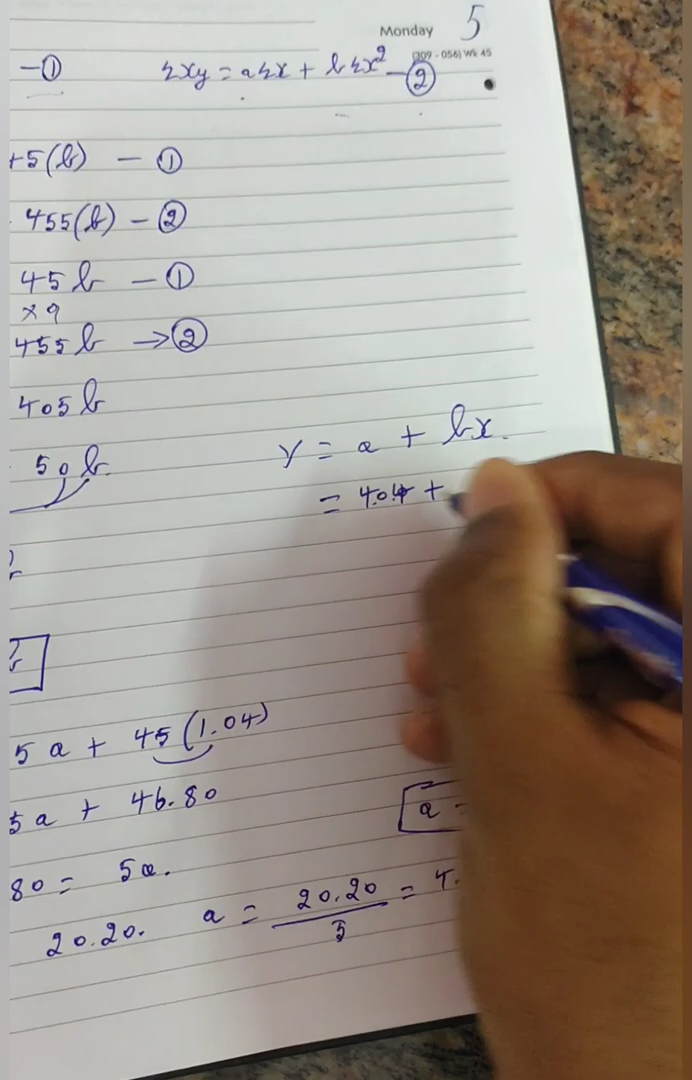 Monday 5
(309 - 056) Wk 45
- ① Σxy = aΣx + bΣx² - ②
+5(b) - ①
455(b) - ②
45b - ①
×9
455b → ②
405b
50b
y = a + bx.
= 4.04 +
5a + 45(1.04)
5a + 46.80
a =
80 = 5a.
20.20. a = 20.20/5 = 4.